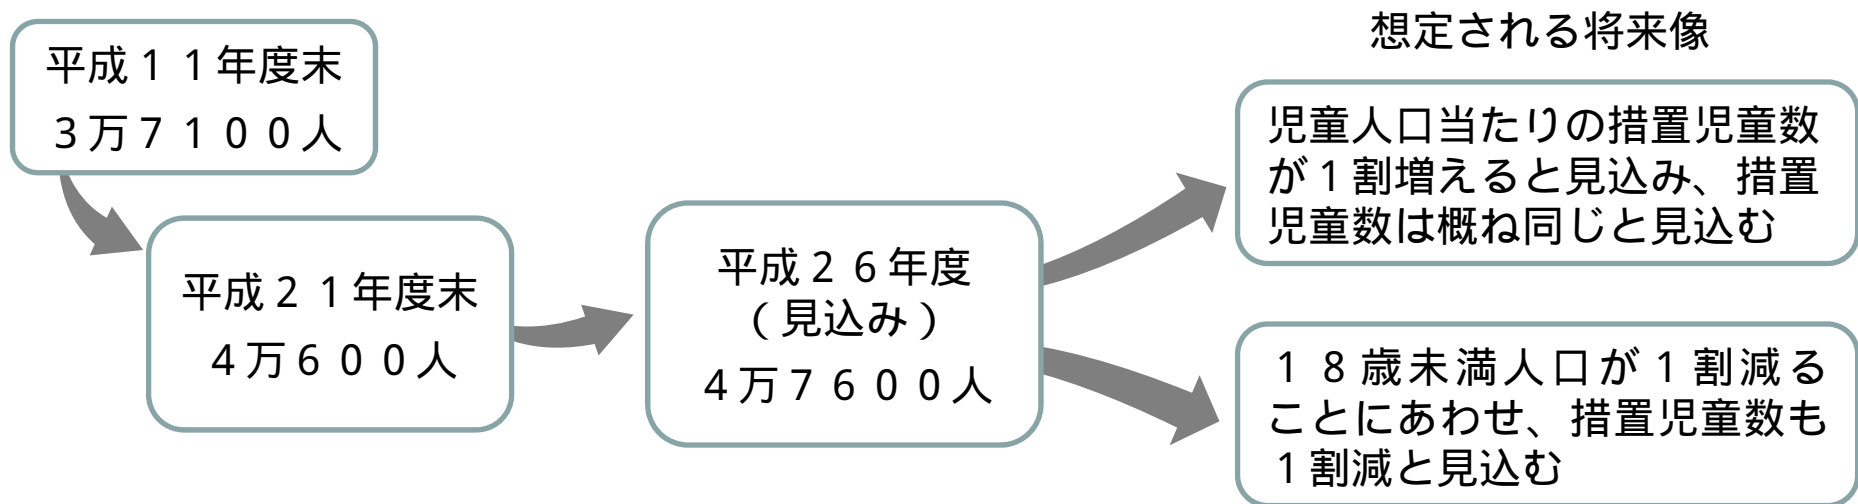 平成１１年度末
３万７１００人
平成２１年度末
４万６００人
平成２６年度
（見込み）
４万７６００人
想定される将来像
児童人口当たりの措置児童数
が１割増えると見込み、措置
児童数は概ね同じと見込む
１８歳未満人口が１割減る
ことにあわせ、措置児童数も
１割減と見込む